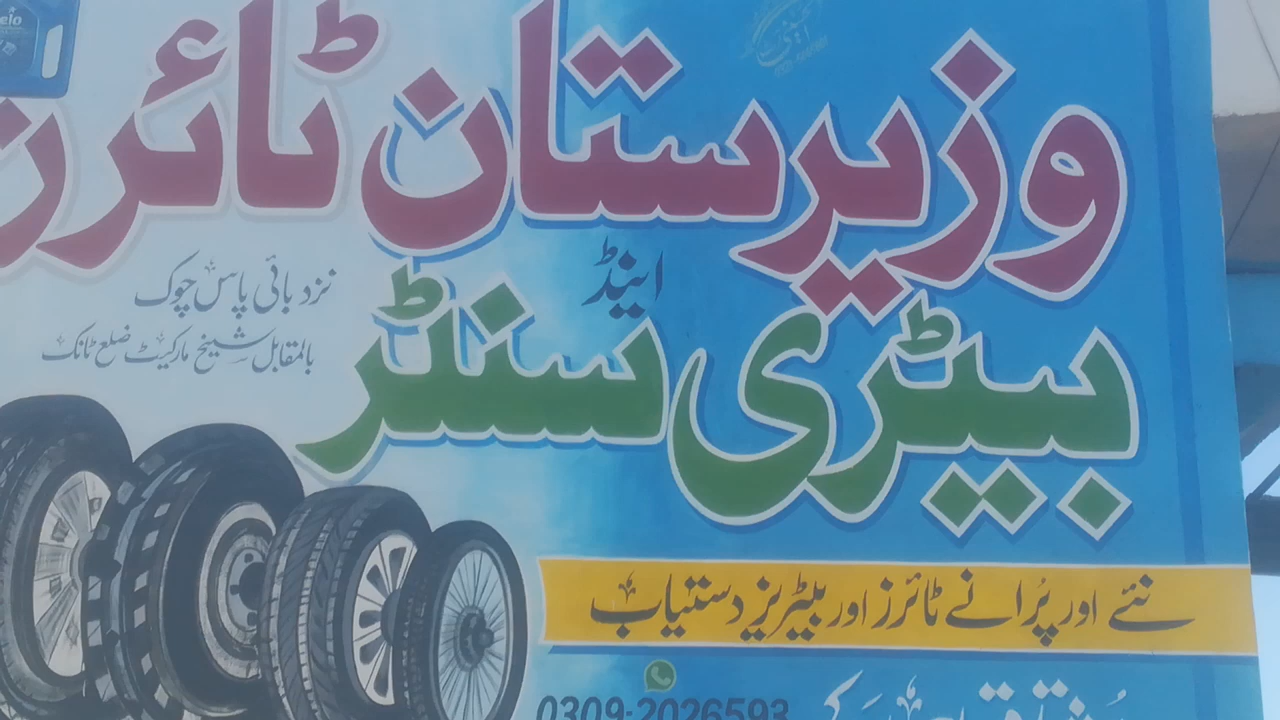 وزیرستان ٹائرز
اینڈ
بیٹری سنٹر
نزد بائی پاس چوک
بالمقابل شیخ مارکیٹ ضلع ٹانک
نئے اور پُرانے ٹائرز اور بیٹریز دستیاب
0309-2026593